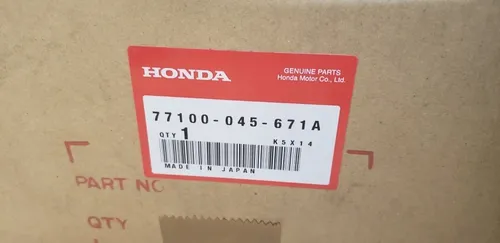 HONDA
GENUINE PARTS
Honda Motor Co., Ltd.
77100-045-671A
QTY 1
K5X14
MADE IN JAPAN
PART NO
QTY